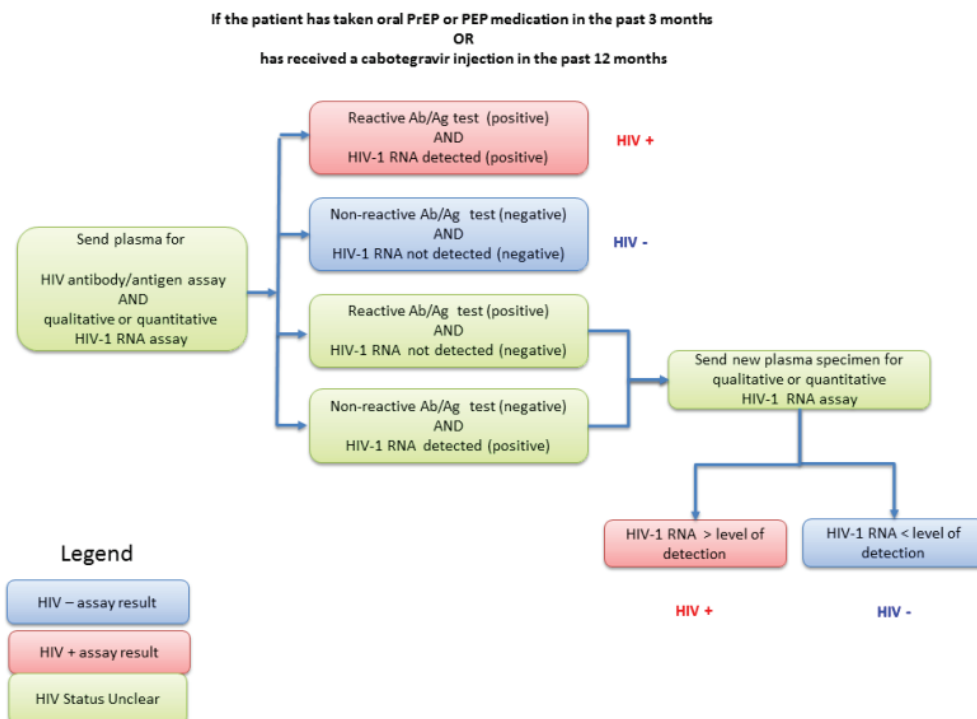 If the patient has taken oral PrEP or PEP medication in the past 3 months
OR
has received a cabotegravir injection in the past 12 months
Reactive Ab/Ag test (positive)
AND
HIV-1 RNA detected (positive)
HIV +
Non-reactive Ab/Ag test (negative)
AND
HIV-1 RNA not detected (negative)
HIV -
Send plasma for
HIV antibody/antigen assay
AND
qualitative or quantitative
HIV-1 RNA assay
Reactive Ab/Ag test (positive)
AND
HIV-1 RNA not detected (negative)
Non-reactive Ab/Ag test (negative)
AND
HIV-1 RNA detected (positive)
Send new plasma specimen for
qualitative or quantitative
HIV-1 RNA assay
HIV-1 RNA > level of
detection
HIV +
HIV-1 RNA < level of
detection
HIV -
Legend
HIV – assay result
HIV + assay result
HIV Status Unclear